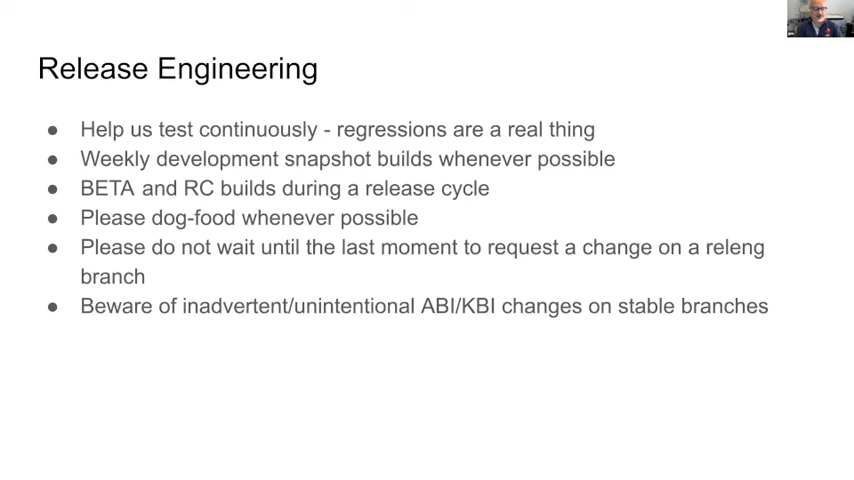 Release Engineering
● Help us test continuously - regressions are a real thing
● Weekly development snapshot builds whenever possible
● BETA and RC builds during a release cycle
● Please dog-food whenever possible
● Please do not wait until the last moment to request a change on a releng
branch
● Beware of inadvertent/unintentional ABI/KBI changes on stable branches